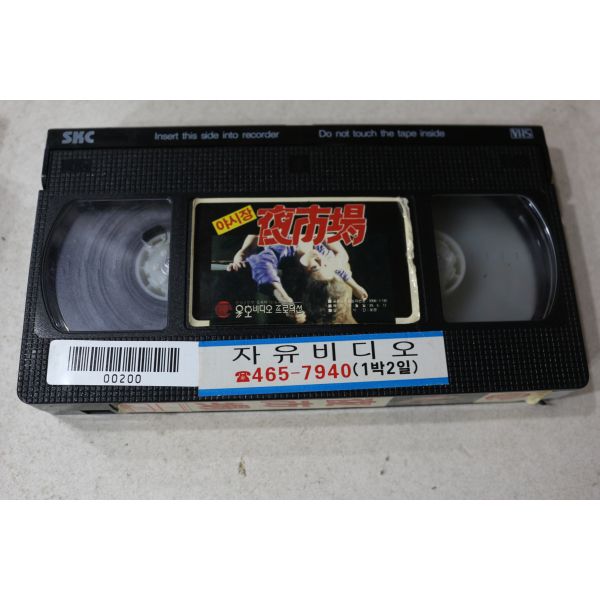 SKC
Insert this side into recorder
Do not touch the tape inside
VHS
야시장
夜市場
비디오 프로덕션
00200
자유비디오
☎465-7940(1박2일)